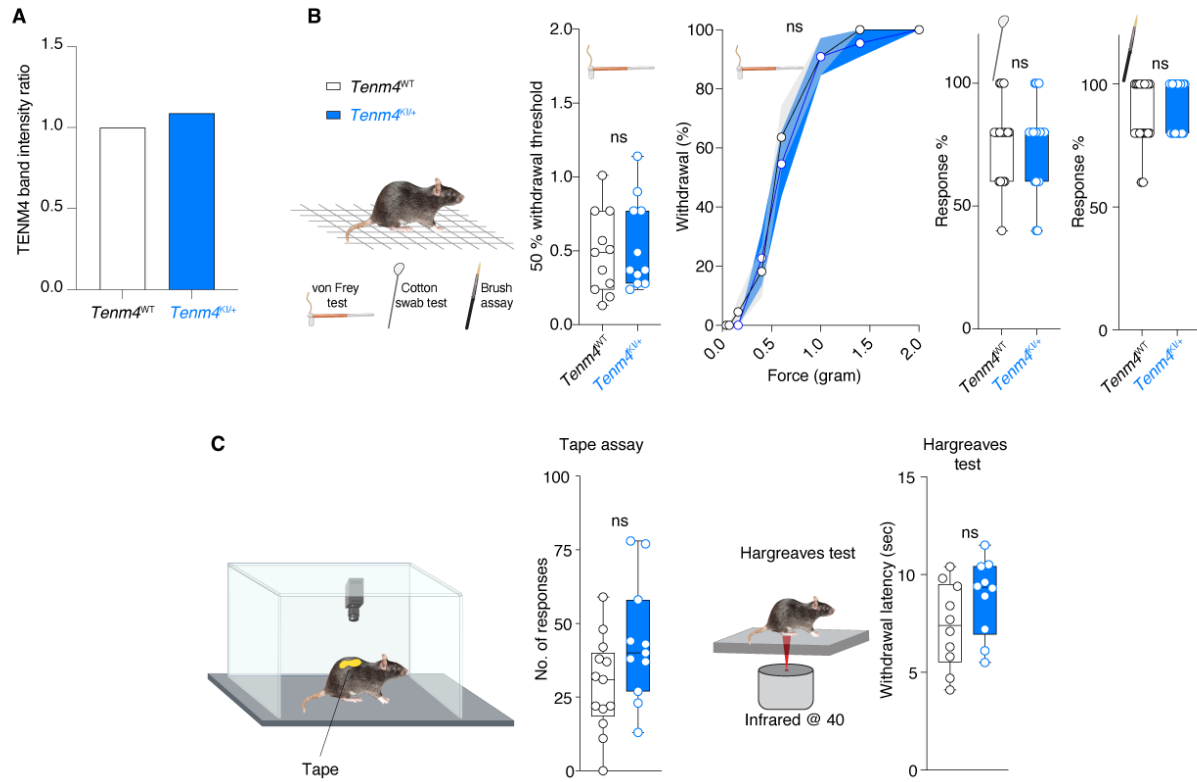 A
TENM4 band intensity ratio
1.5
1.0
0.5
0.0
Tenm4WT
Tenm4KI/+
B
Tenm4WT
Tenm4KI/+
von Frey
test
Cotton
swab test
Brush
assay
50 % withdrawal threshold
2.0
1.5
1.0
0.5
0.0
ns
Tenm4WT
Tenm4KI/+
Withdrawal (%)
100
80
60
40
20
0
ns
0.0
0.5
1.0
1.5
2.0
Force (gram)
Response %
100
50
0
ns
Tenm4WT
Tenm4KI/+
Response %
100
50
0
ns
Tenm4WT
Tenm4KI/+
C
Tape
Tape assay
No. of responses
100
75
50
25
0
ns
Hargreaves test
Infrared @ 40
Hargreaves
test
Withdrawal latency (sec)
15
10
5
0
ns